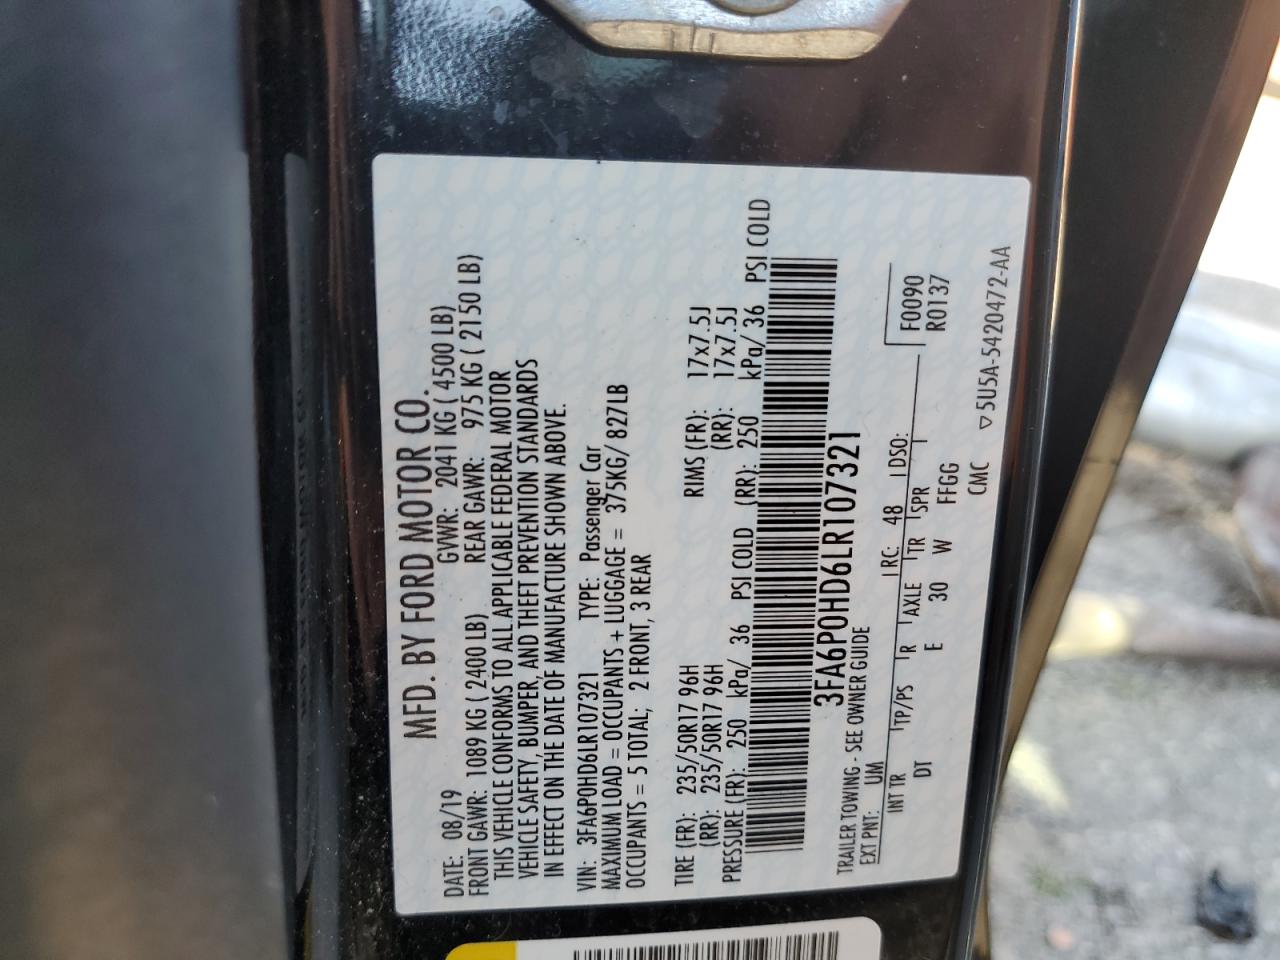 MFD. BY FORD MOTOR CO.
DATE: 08/19 GVWR: 2041 KG ( 4500 LB)
FRONT GAWR: 1089 KG ( 2400 LB) REAR GAWR: 975 KG ( 2150 LB)
THIS VEHICLE CONFORMS TO ALL APPLICABLE FEDERAL MOTOR
VEHICLE SAFETY, BUMPER, AND THEFT PREVENTION STANDARDS
IN EFFECT ON THE DATE OF MANUFACTURE SHOWN ABOVE.
VIN: 3FA6P0HD6LR107321 TYPE: Passenger Car
MAXIMUM LOAD = OCCUPANTS + LUGGAGE = 375KG/ 827LB
OCCUPANTS = 5 TOTAL; 2 FRONT, 3 REAR
TIRE (FR): 235/50R17 96H RIMS (FR): 17x7.5J
(RR): 235/50R17 96H (RR): 17x7.5J
PRESSURE (FR): 250 kPa/ 36 PSI COLD (RR): 250 kPa/ 36 PSI COLD
3FA6P0HD6LR107321
TRAILER TOWING - SEE OWNER GUIDE
EXT PNT: UM RC: 48 DSO:
INT TR TP/PS R AXLE TR SPR
DT E 30 W FFGG
F0090
R0137
CMC ▽ 5U5A-5420472-AA